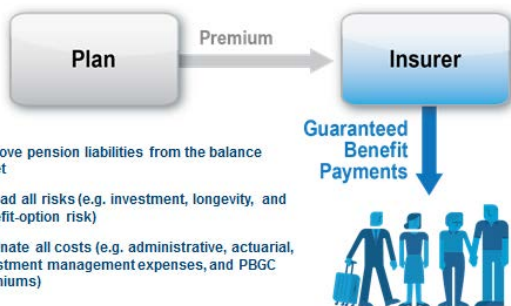 Plan
Premium
Insurer
Guaranteed
Benefit
Payments
ove pension liabilities from the balance
et
ad all risks (e.g. investment, longevity, and
efit-option risk)
nate all costs (e.g. administrative, actuarial,
stment management expenses, and PBGC
niums)